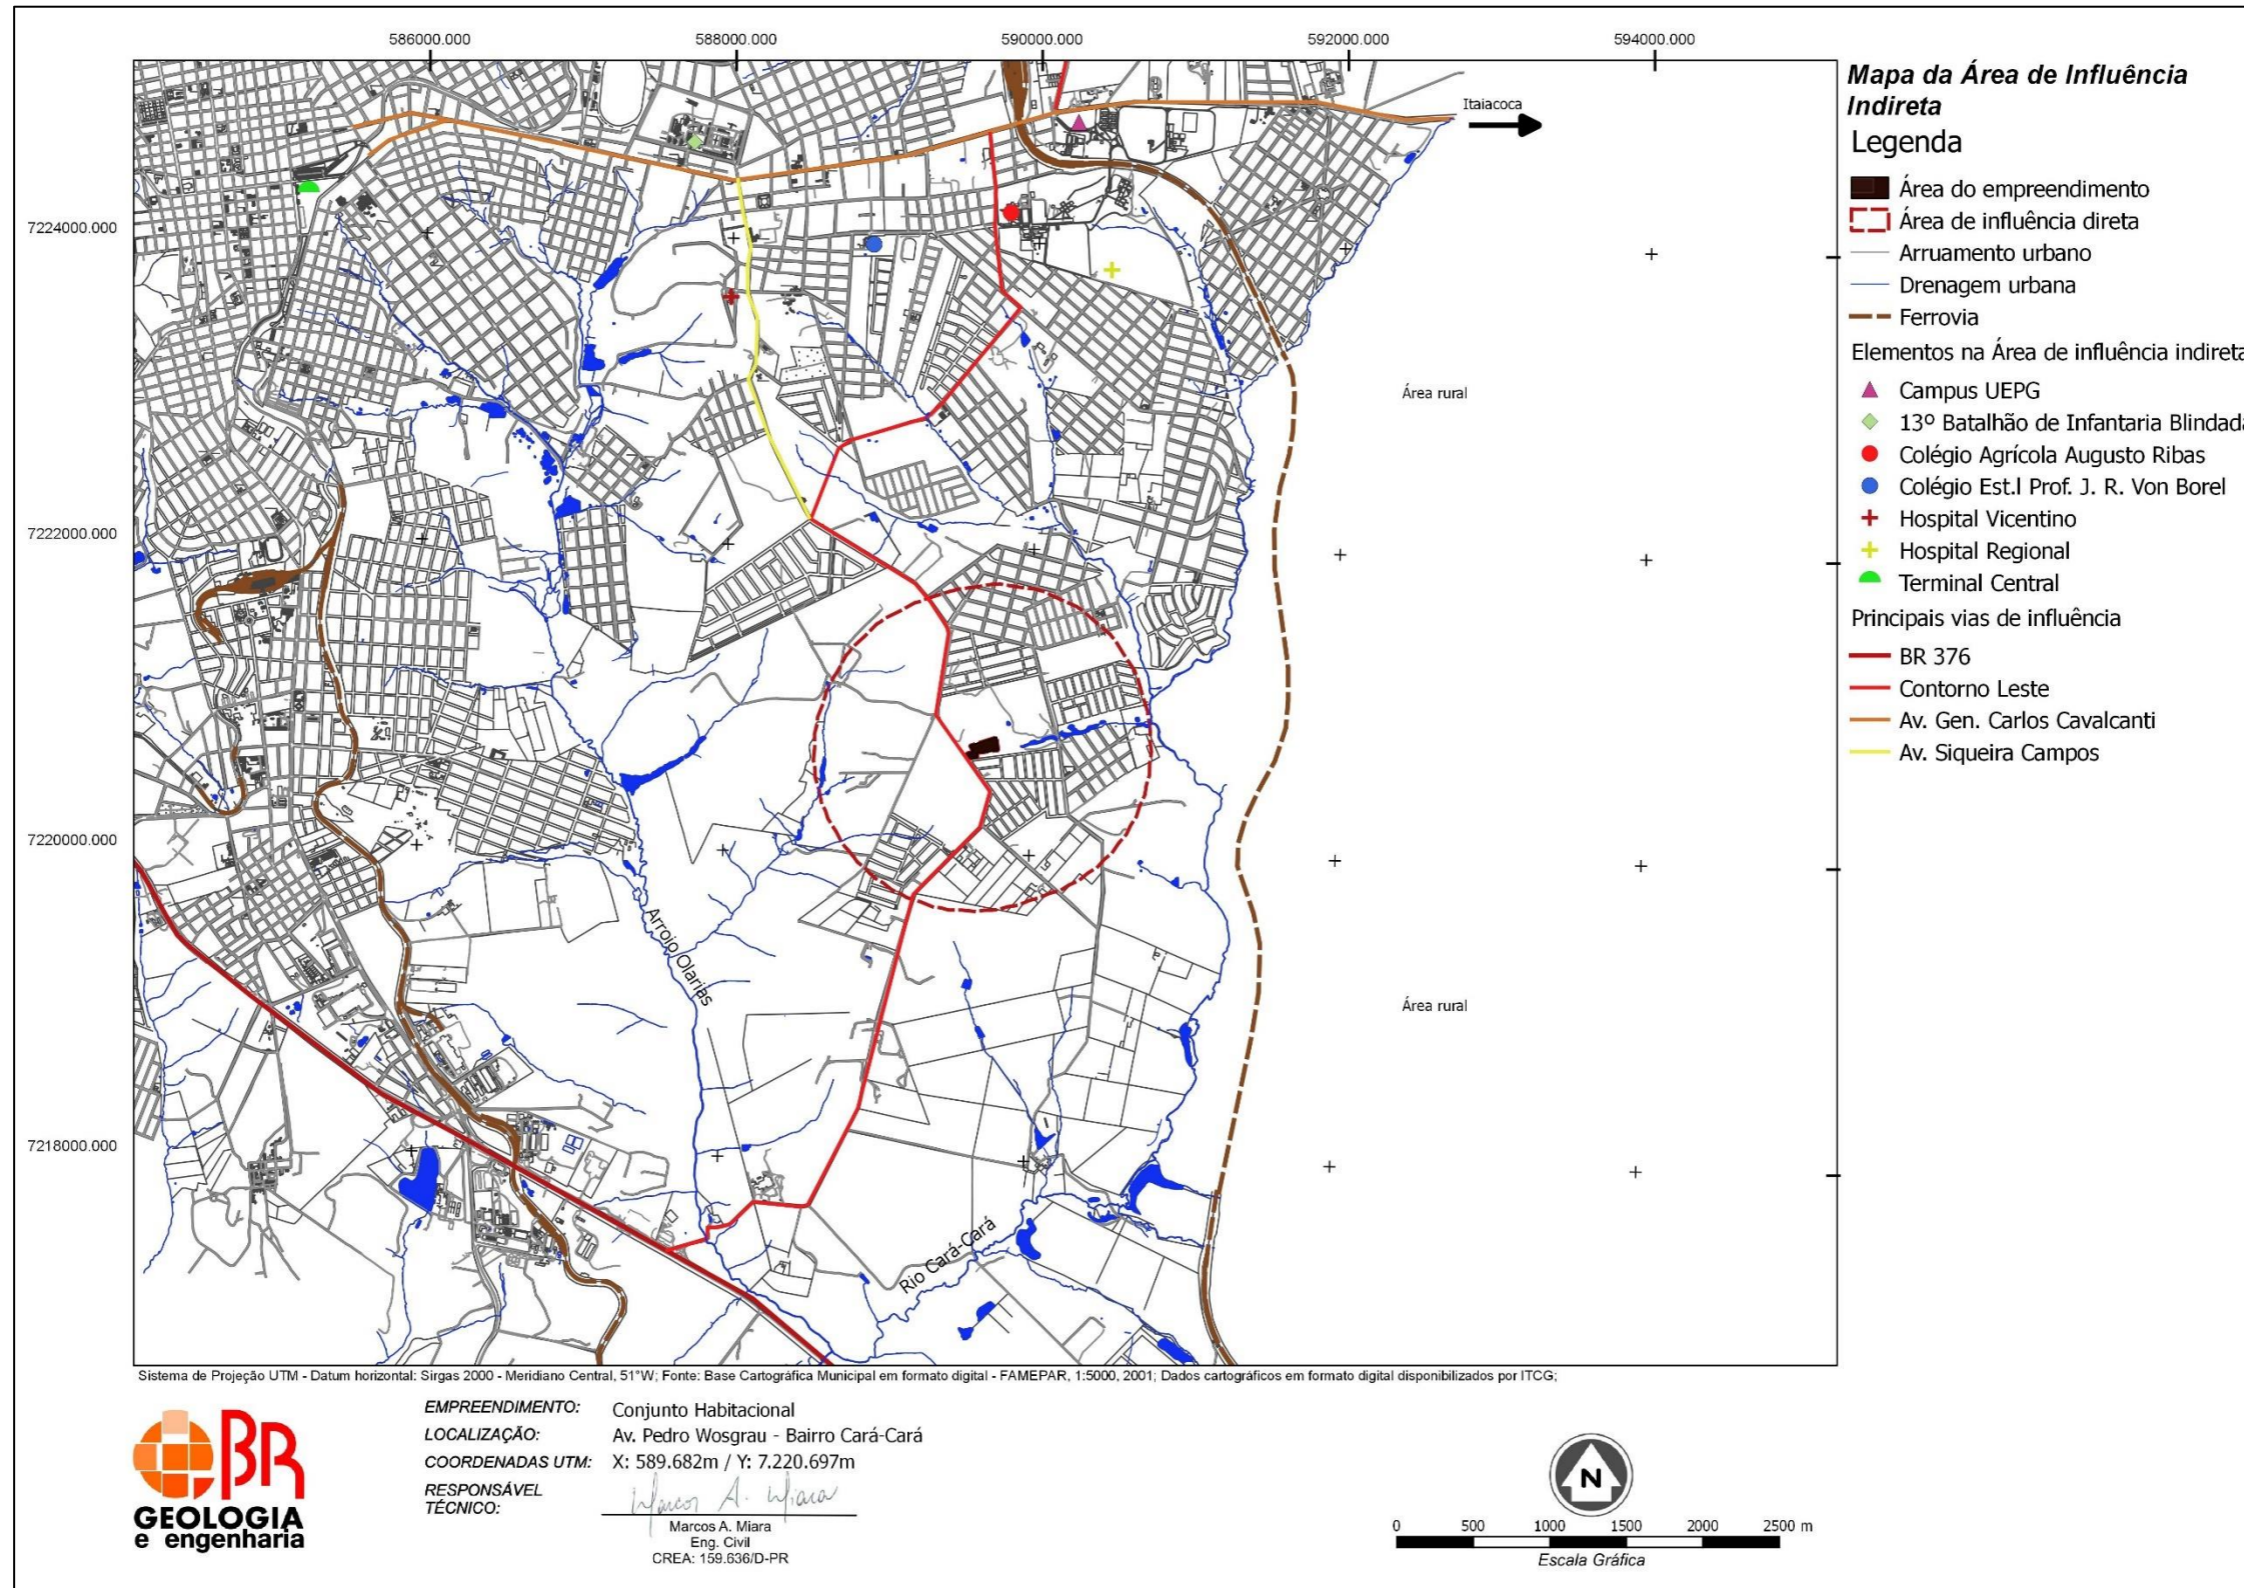 586000.000
588000.000
590000.000
592000.000
594000.000
7224000.000
7222000.000
7220000.000
7218000.000
Itaiacoca
Área rural
Área rural
Arroio Olarias
Rio Cará-Cará
Mapa da Área de Influência
Indireta
Legenda
Área do empreendimento
Área de influência direta
Arruamento urbano
Drenagem urbana
Ferrovia
Elementos na Área de influência indireta
Campus UEPG
13º Batalhão de Infantaria Blindada
Colégio Agrícola Augusto Ribas
Colégio Est.l Prof. J. R. Von Borel
Hospital Vicentino
Hospital Regional
Terminal Central
Principais vias de influência
BR 376
Contorno Leste
Av. Gen. Carlos Cavalcanti
Av. Siqueira Campos
Sistema de Projeção UTM - Datum horizontal: Sirgas 2000 - Meridiano Central, 51°W; Fonte: Base Cartográfica Municipal em formato digital - FAMEPAR, 1:5000, 2001; Dados cartográficos em formato digital disponibilizados por ITCG;
BR
GEOLOGIA
e engenharia
EMPREENDIMENTO: Conjunto Habitacional
LOCALIZAÇÃO: Av. Pedro Wosgrau - Bairro Cará-Cará
COORDENADAS UTM: X: 589.682m / Y: 7.220.697m
RESPONSÁVEL
TÉCNICO:
Marcos A. Miara
Marcos A. Miara
Eng. Civil
CREA: 159.636/D-PR
N
0 500 1000 1500 2000 2500 m
Escala Gráfica